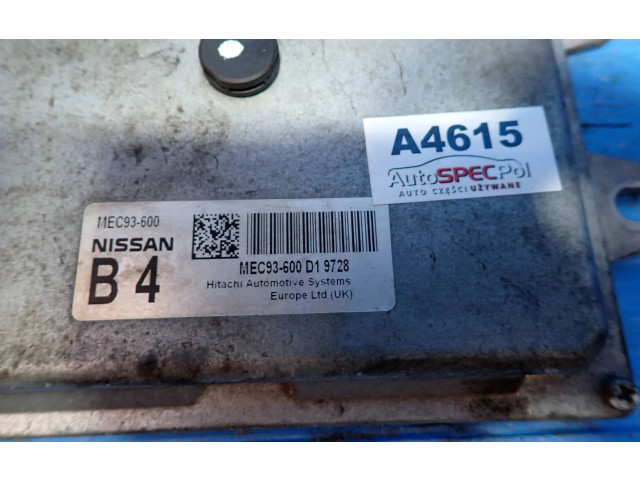 A4615
AutoSPECPol
AUTO CZĘŚCI UŻYWANE
MEC93-600
NISSAN
B4
MEC93-600 D1 9728
Hitachi Automotive Systems
Europe Ltd (UK)